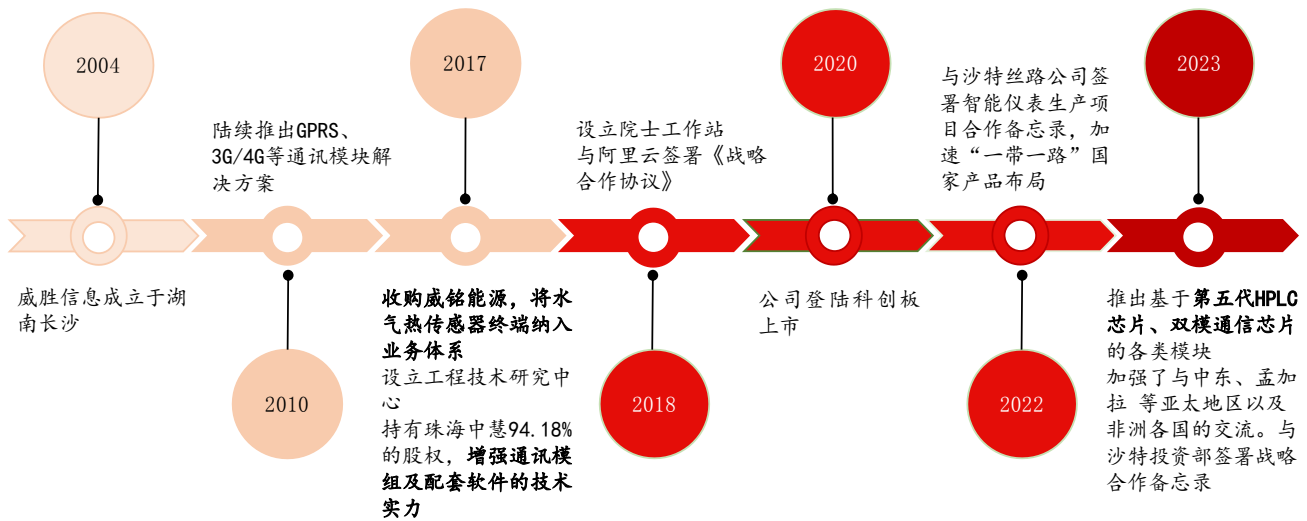 2004
威胜信息成立于湖
南长沙
陆续推出GPRS、
3G/4G等通讯模块解
决方案
2010
2017
收购威铭能源，将水
气热传感器终端纳入
业务体系
设立工程技术研究中
心
持有珠海中慧94.18%
的股权，增强通讯模
组及配套软件的技术
实力
设立院士工作站
与阿里云签署《战略
合作协议》
2018
2020
公司登陆科创板
上市
与沙特丝路公司签
署智能仪表生产项
目合作备忘录，加
速“一带一路”国
家产品布局
2022
2023
推出基于第五代HPLC
芯片、双模通信芯片
的各类模块
加强了与中东、孟加
拉 等亚太地区以及
非洲各国的交流。与
沙特投资部签署战略
合作备忘录